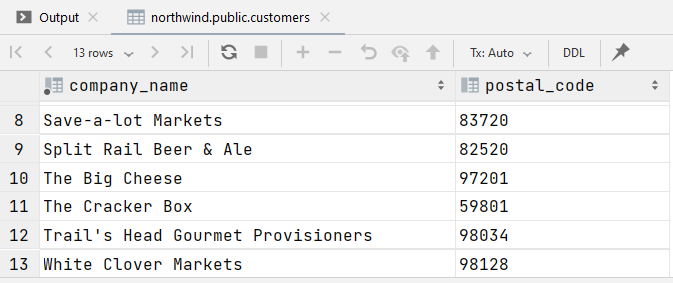 Output northwind.public.customers
13 rows Tx: Auto DDL
company_name postal_code
8 Save-a-lot Markets 83720
9 Split Rail Beer & Ale 82520
10 The Big Cheese 97201
11 The Cracker Box 59801
12 Trail's Head Gourmet Provisioners 98034
13 White Clover Markets 98128